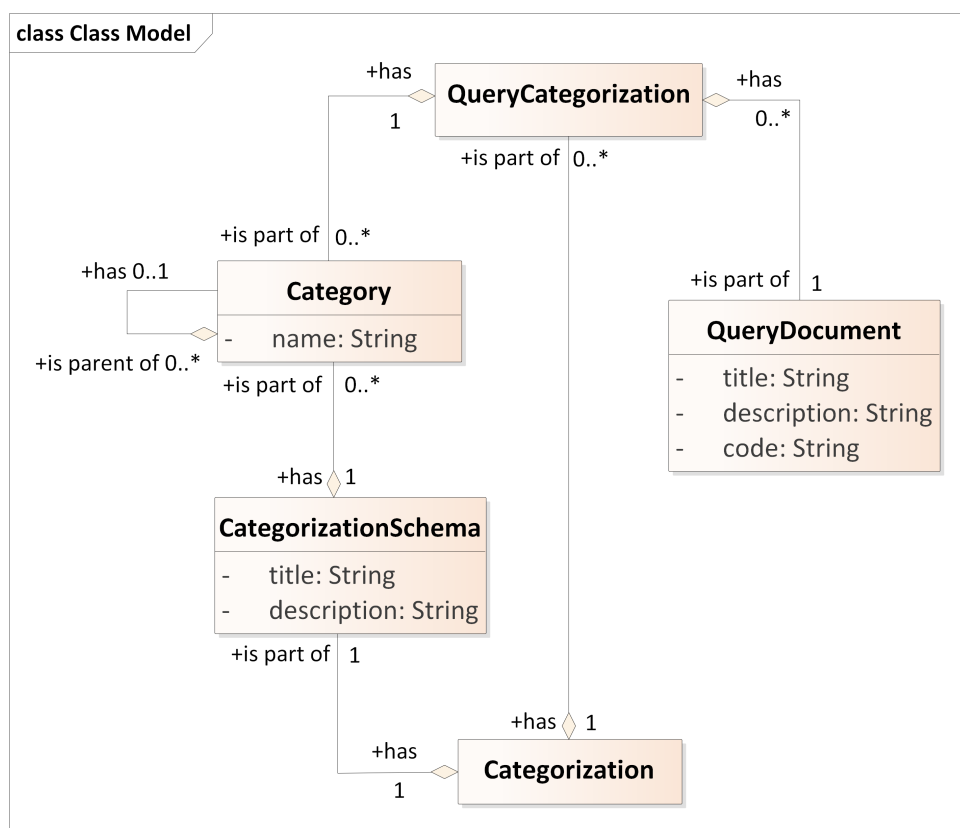 class Class Model
+has
1
QueryCategorization
+has
0..*
+is part of 0..*
+is part of 0..*
+has 0..1
Category
- name: String
+is parent of 0..*
+is part of 0..*
+is part of 1
QueryDocument
- title: String
- description: String
- code: String
+has 1
CategorizationSchema
- title: String
- description: String
+is part of 1
+has 1
+has
1
Categorization